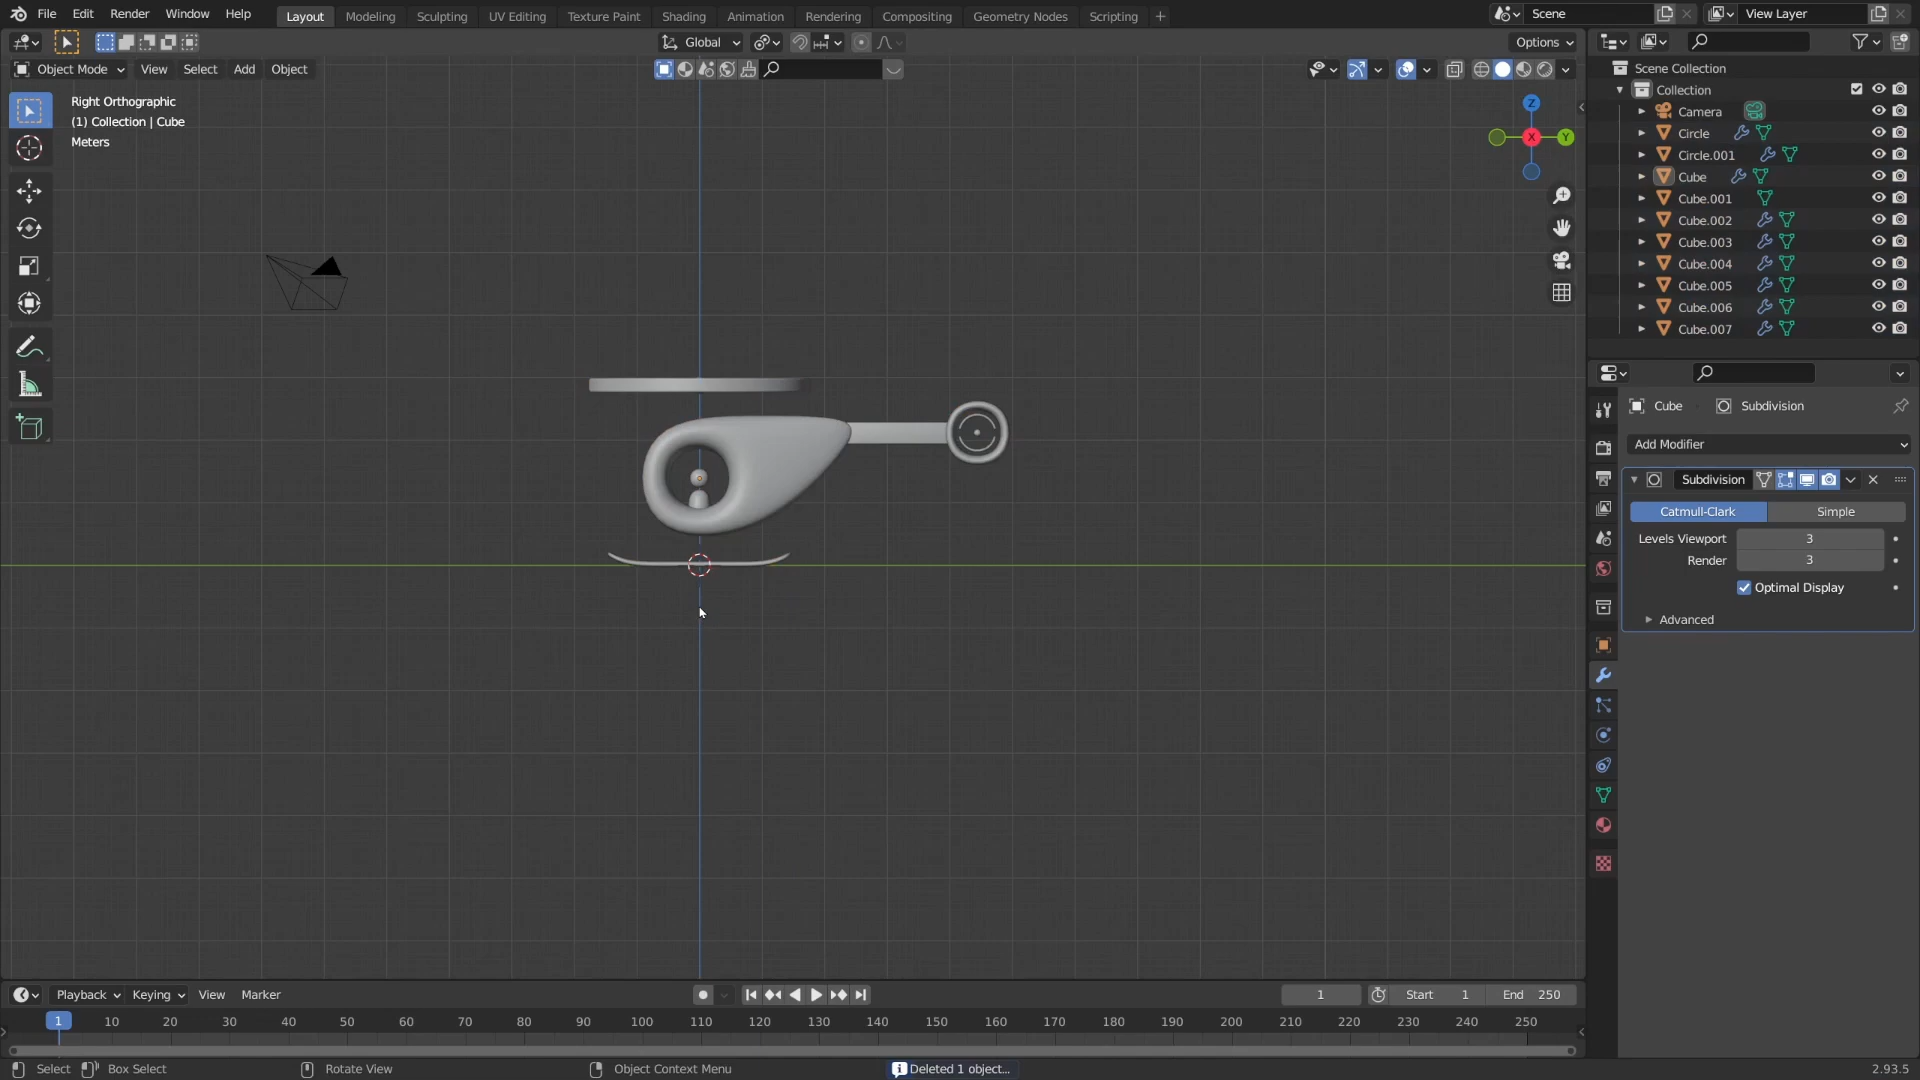 File Edit Render Window Help Layout Modeling Sculpting UV Editing Texture Paint Shading Animation Rendering Compositing Geometry Nodes Scripting + Scene View Layer
Global Options
Object Mode View Select Add Object
Right Orthographic
(1) Collection | Cube
Meters
Z
X
Y
Scene Collection
Collection
Camera
Circle
Circle.001
Cube
Cube.001
Cube.002
Cube.003
Cube.004
Cube.005
Cube.006
Cube.007
Cube Subdivision
Add Modifier
Subdivision
Catmull-Clark Simple
Levels Viewport 3
Render 3
Optimal Display
Advanced
Playback Keying View Marker 1 Start 1 End 250
1 10 20 30 40 50 60 70 80 90 100 110 120 130 140 150 160 170 180 190 200 210 220 230 240 250
Select Box Select Rotate View Object Context Menu Deleted 1 object... 2.93.5